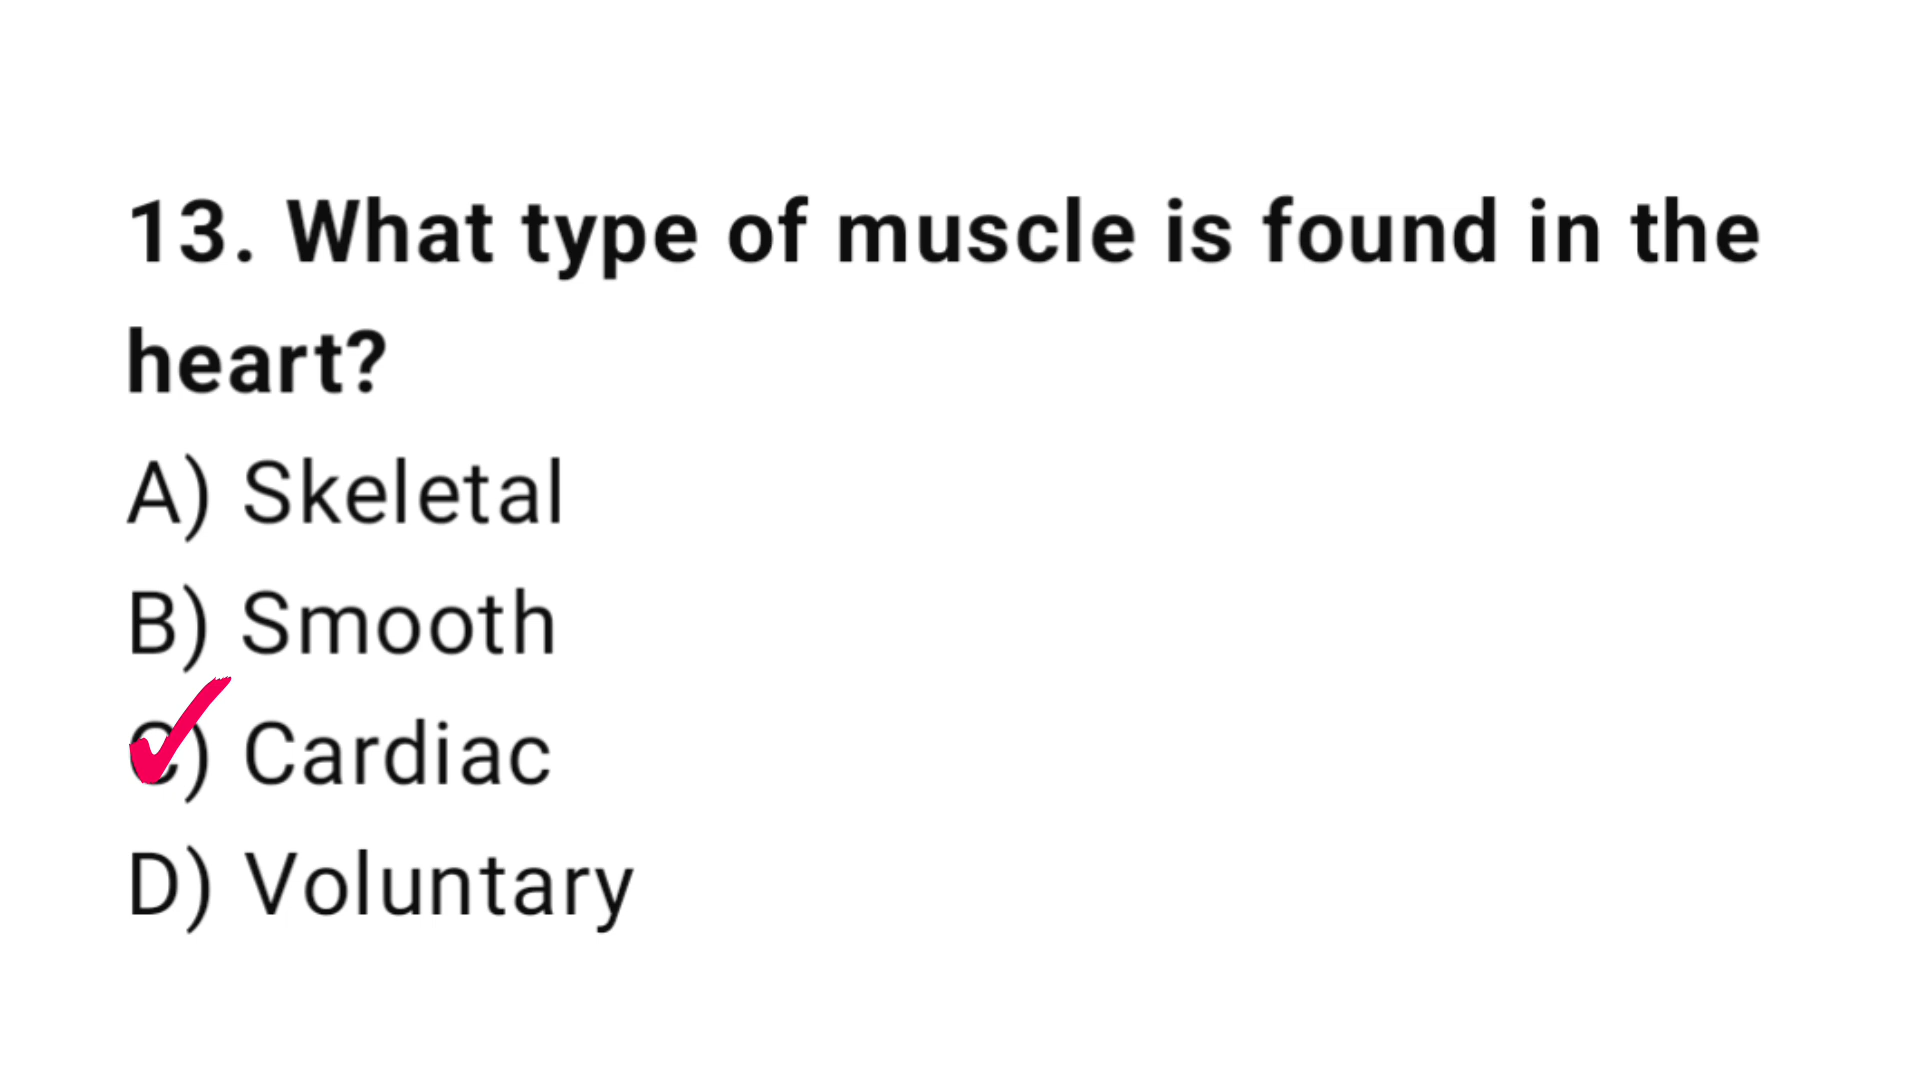 13. What type of muscle is found in the
heart?
A) Skeletal
B) Smooth
C) Cardiac
D) Voluntary